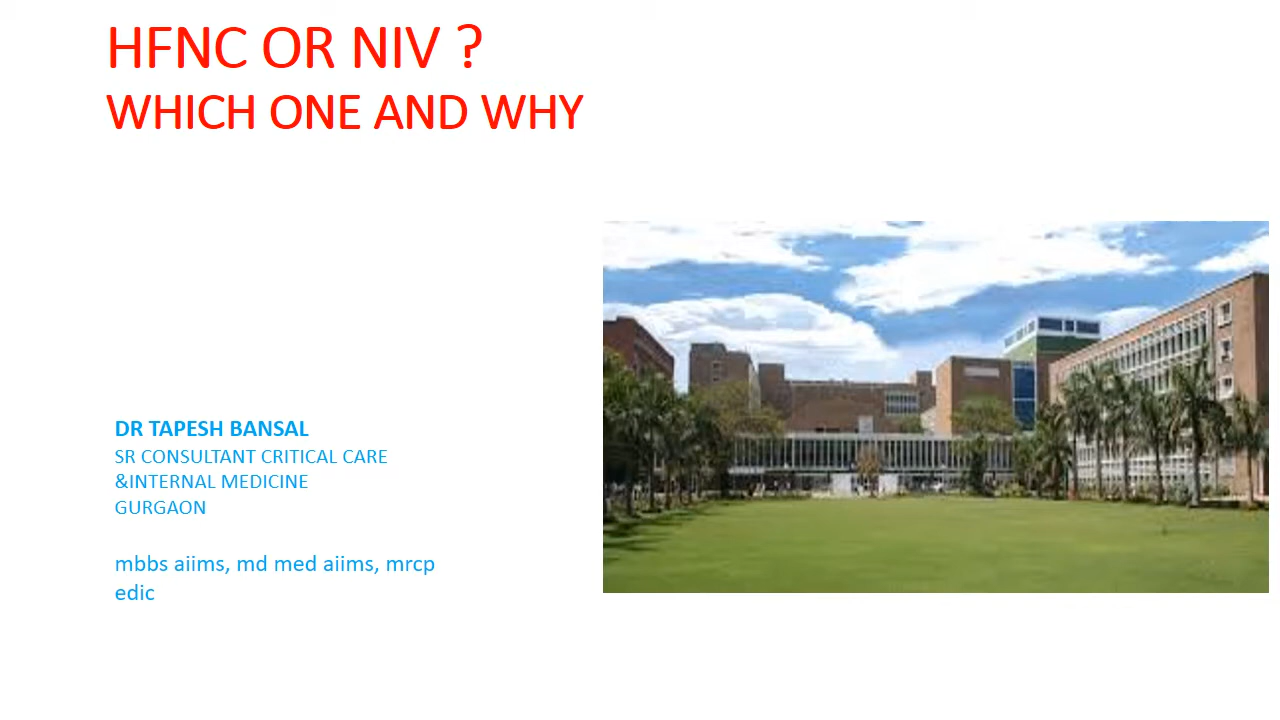 HFNC OR NIV ?
WHICH ONE AND WHY
DR TAPESH BANSAL
SR CONSULTANT CRITICAL CARE
&INTERNAL MEDICINE
GURGAON
mbbs aiims, md med aiims, mrcp
edic